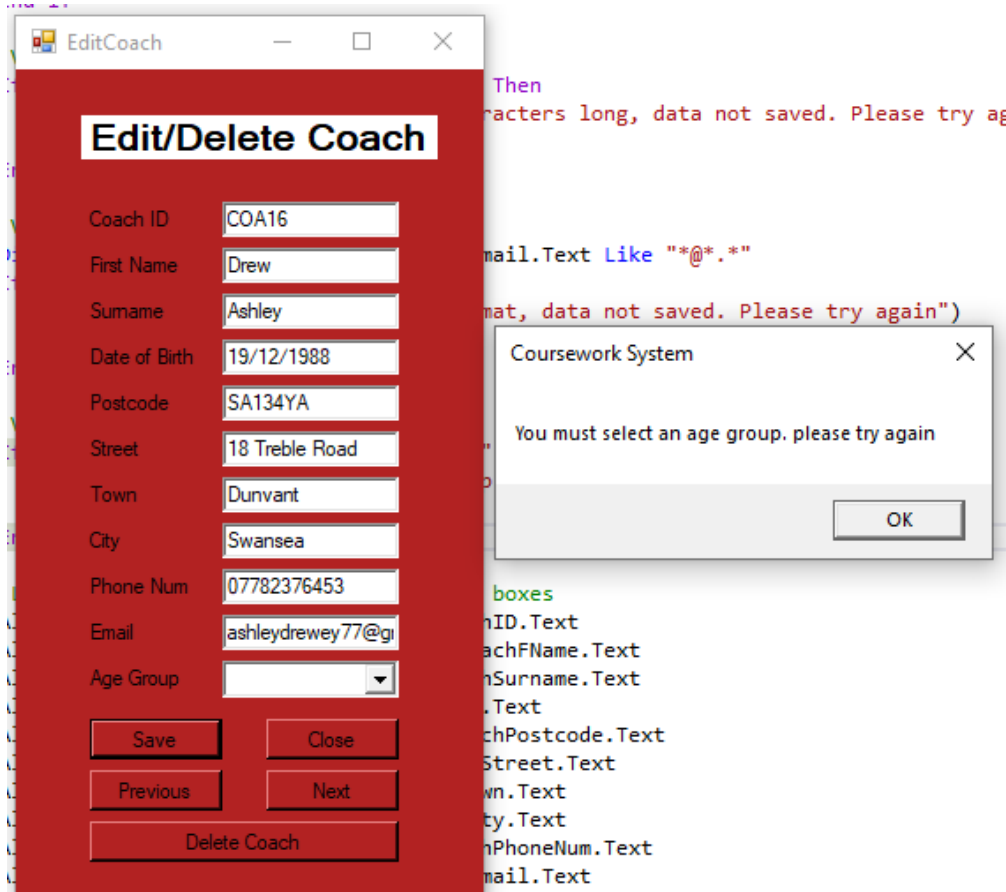 EditCoach
Then
racters long, data not saved. Please try ag
Edit/Delete Coach
Coach ID COA16
mail.Text Like "*@*.*"
First Name Drew
Surname Ashley
mat, data not saved. Please try again")
Date of Birth 19/12/1988
Coursework System
Postcode SA134YA
You must select an age group. please try again
Street 18 Treble Road
Town Dunvant
OK
City Swansea
Phone Num 07782376453
boxes
Email ashleydrewey77@g
nID.Text
achFName.Text
Age Group
nSurname.Text
.Text
Save Close
chPostcode.Text
Street.Text
Previous Next
wn.Text
ty.Text
Delete Coach
nPhoneNum.Text
mail.Text